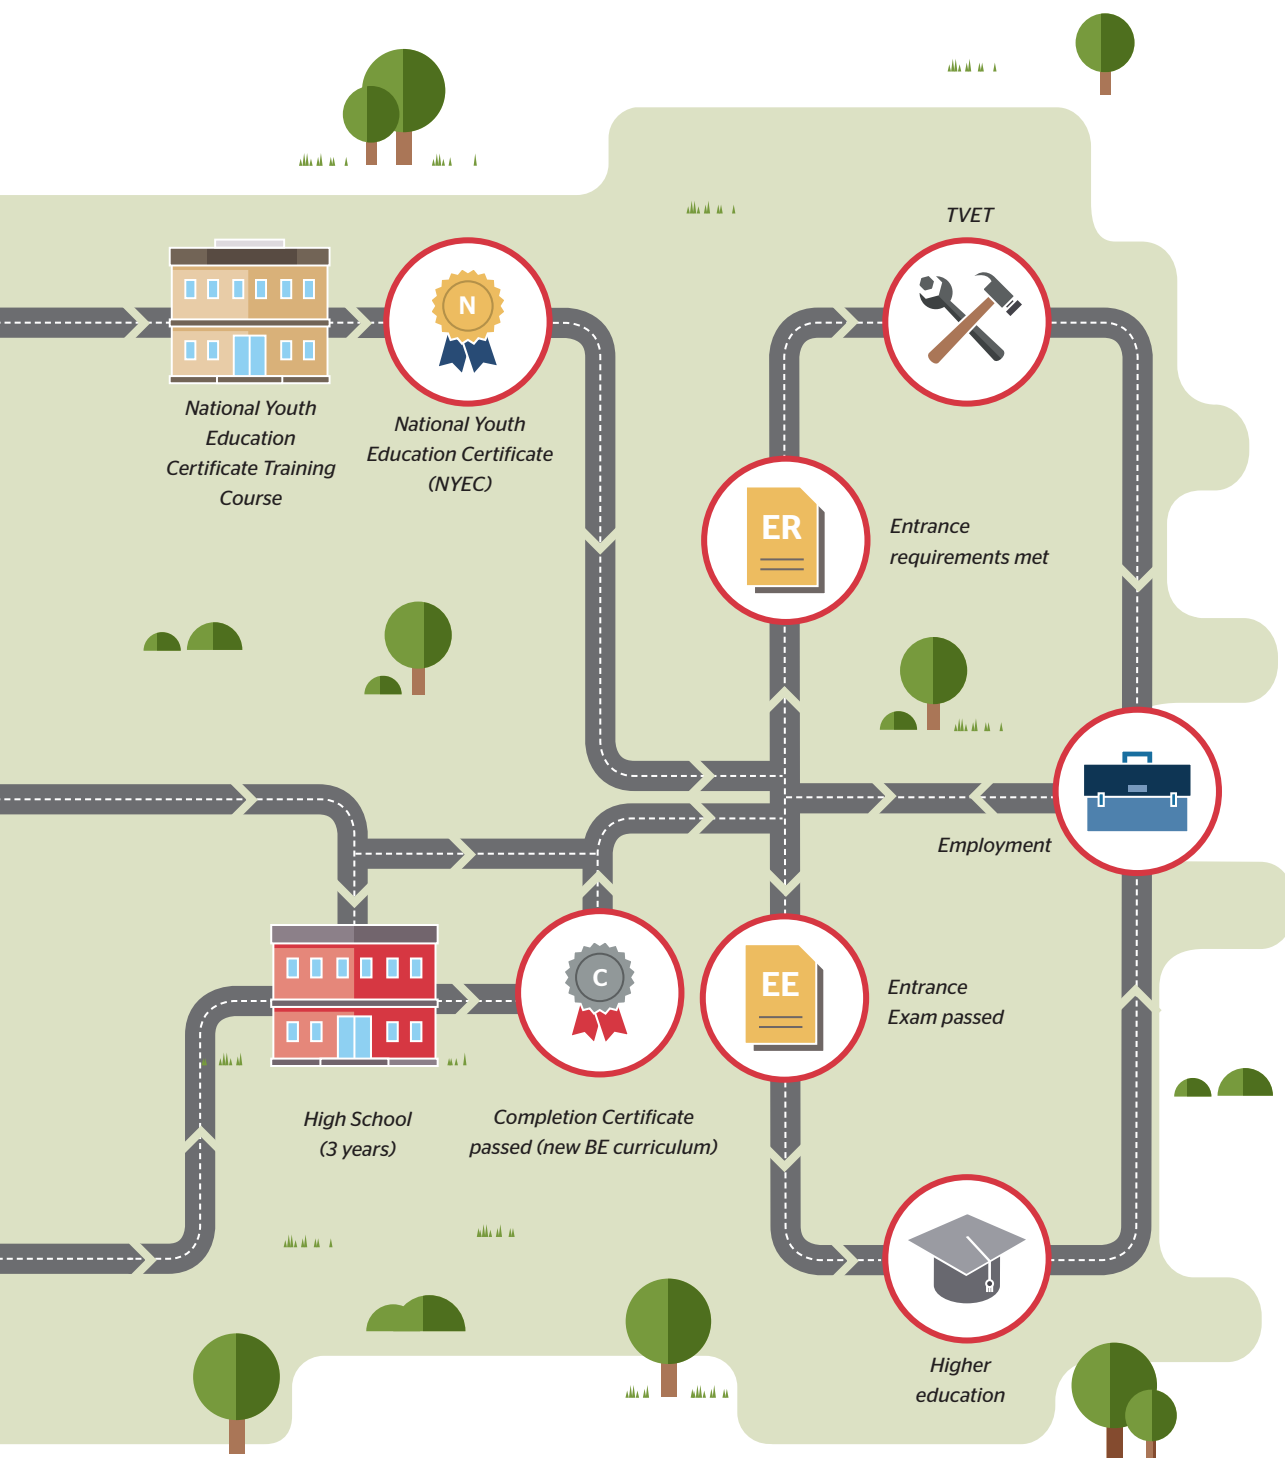 TVET
N
National Youth
Education
Certificate Training
Course
National Youth
Education Certificate
(NYEC)
ER
Entrance
requirements met
Employment
C
EE
Entrance
Exam passed
High School
(3 years)
Completion Certificate
passed (new BE curriculum)
Higher
education